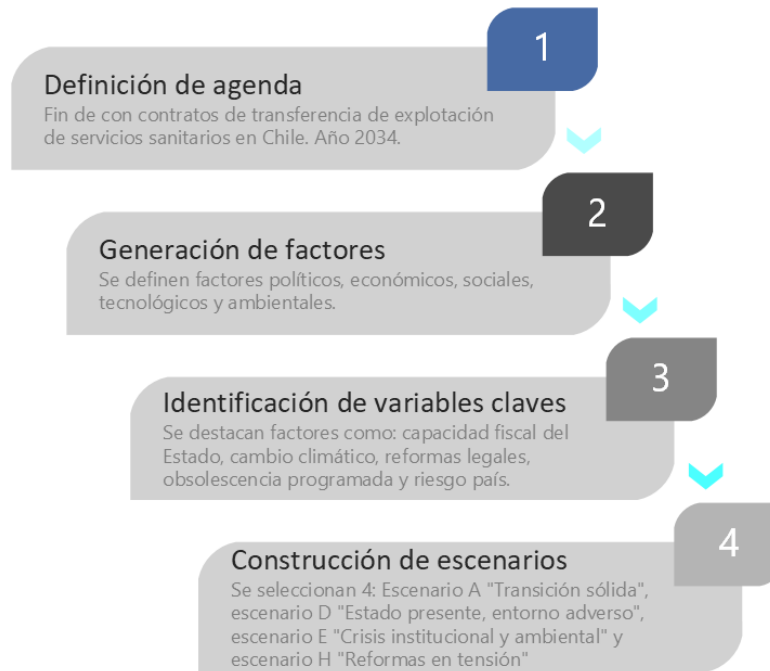 1
Definición de agenda
Fin de con contratos de transferencia de explotación
de servicios sanitarios en Chile. Año 2034.
2
Generación de factores
Se definen factores políticos, económicos, sociales,
tecnológicos y ambientales.
3
Identificación de variables claves
Se destacan factores como: capacidad fiscal del
Estado, cambio climático, reformas legales,
obsolescencia programada y riesgo país.
4
Construcción de escenarios
Se seleccionan 4: Escenario A "Transición sólida",
escenario D "Estado presente, entorno adverso",
escenario E "Crisis institucional y ambiental" y
escenario H "Reformas en tensión"